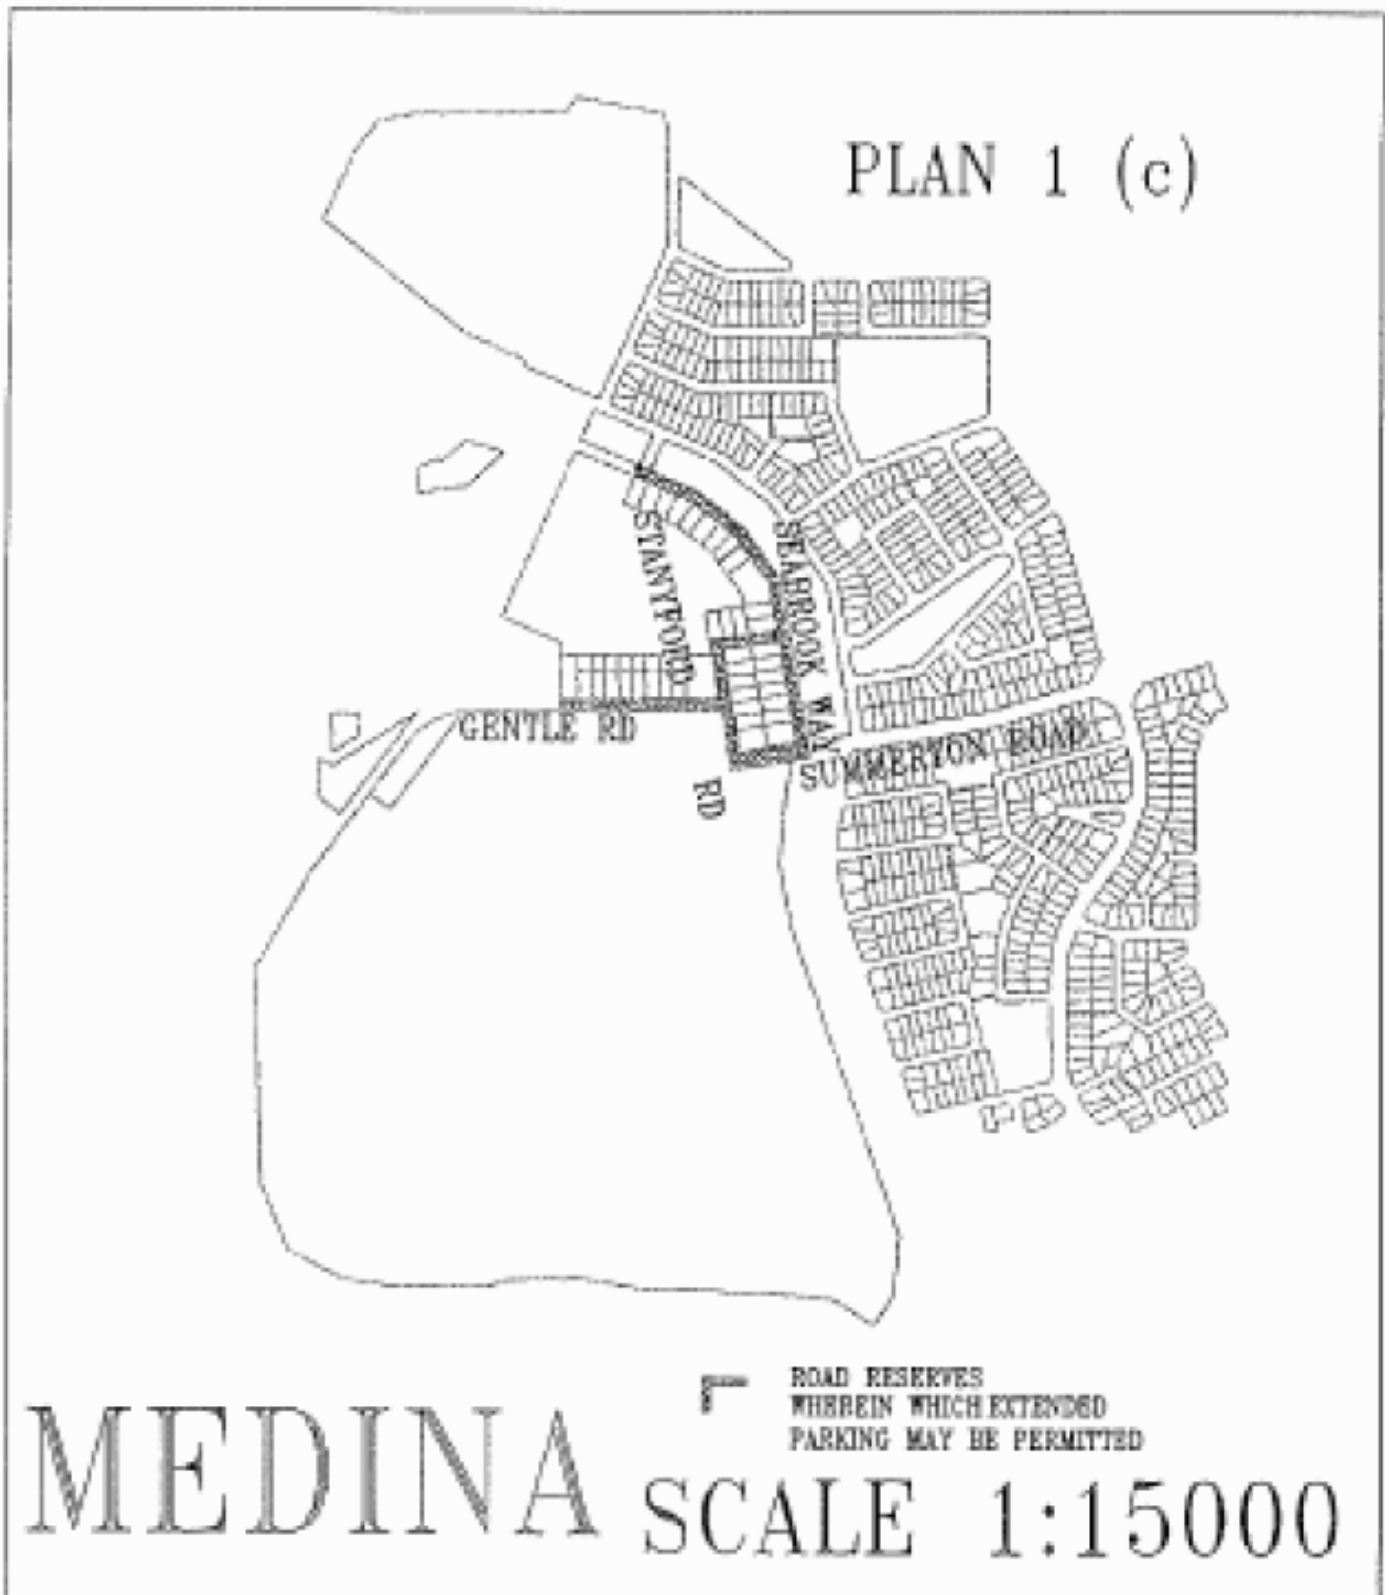 PLAN 1 (c)
STANYFORD
SEABROOK WAY
GENTLE RD
SUMMERTON ROAD
RD
ROAD RESERVES
WHEREIN WHICH EXTENDED
PARKING MAY BE PERMITTED
MEDINA
SCALE 1:15000